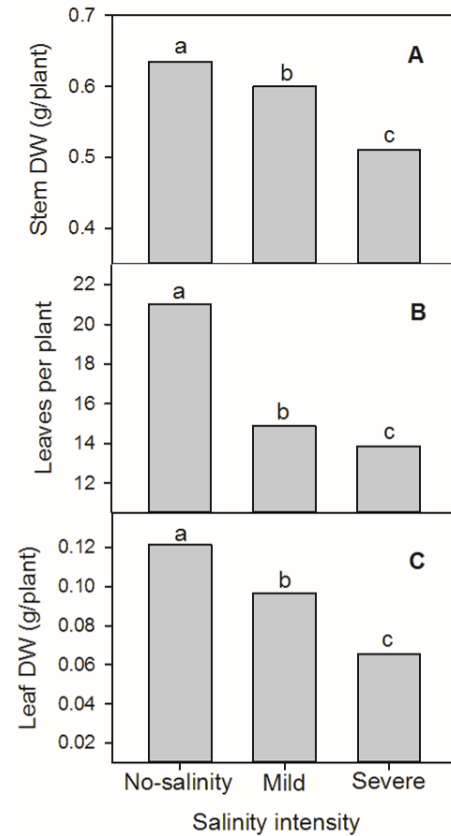 Stem DW (g/plant)
0.7
0.6
0.5
0.4
a
b
c
A
Leaves per plant
22
20
18
16
14
12
a
b
c
B
Leaf DW (g/plant)
0.12
0.10
0.08
0.06
0.04
0.02
a
b
c
C
No-salinity Mild Severe
Salinity intensity